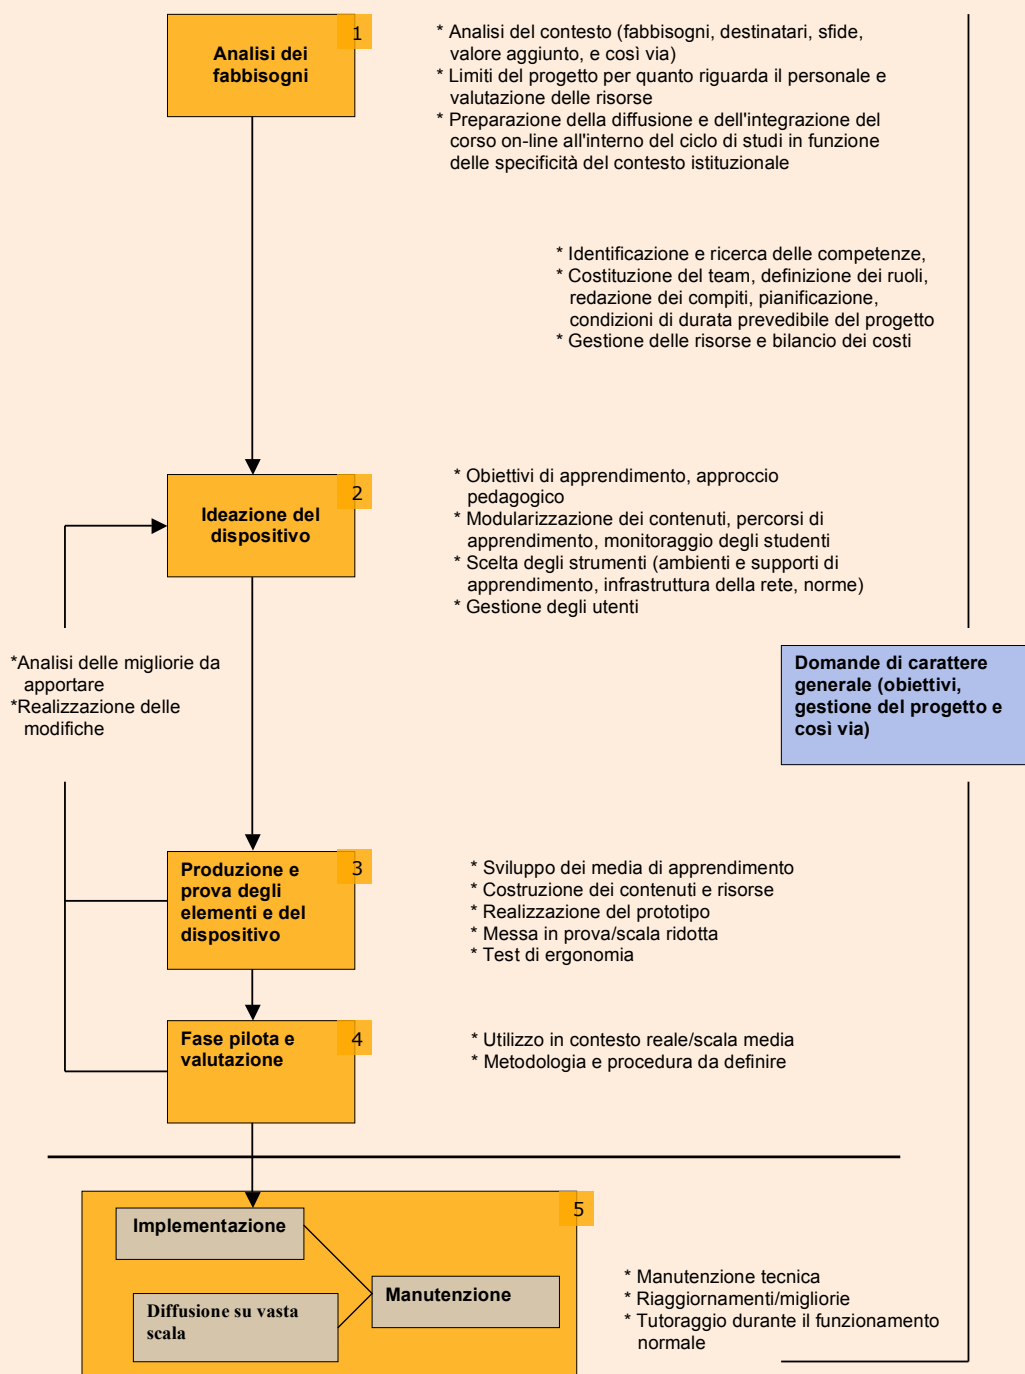 1
Analisi dei
fabbisogni
* Analisi del contesto (fabbisogni, destinatari, sfide,
valore aggiunto, e così via)
* Limiti del progetto per quanto riguarda il personale e
valutazione delle risorse
* Preparazione della diffusione e dell'integrazione del
corso on-line all'interno del ciclo di studi in funzione
delle specificità del contesto istituzionale
* Identificazione e ricerca delle competenze,
* Costituzione del team, definizione dei ruoli,
redazione dei compiti, pianificazione,
condizioni di durata prevedibile del progetto
* Gestione delle risorse e bilancio dei costi
2
Ideazione del
dispositivo
* Obiettivi di apprendimento, approccio
pedagogico
* Modularizzazione dei contenuti, percorsi di
apprendimento, monitoraggio degli studenti
* Scelta degli strumenti (ambienti e supporti di
apprendimento, infrastruttura della rete, norme)
* Gestione degli utenti
*Analisi delle migliorie da
apportare
*Realizzazione delle
modifiche
Domande di carattere
generale (obiettivi,
gestione del progetto e
così via)
3
Produzione e
prova degli
elementi e del
dispositivo
* Sviluppo dei media di apprendimento
* Costruzione dei contenuti e risorse
* Realizzazione del prototipo
* Messa in prova/scala ridotta
* Test di ergonomia
4
Fase pilota e
valutazione
* Utilizzo in contesto reale/scala media
* Metodologia e procedura da definire
5
Implementazione
Manutenzione
Diffusione su vasta
scala
* Manutenzione tecnica
* Riaggiornamenti/migliorie
* Tutoraggio durante il funzionamento
normale